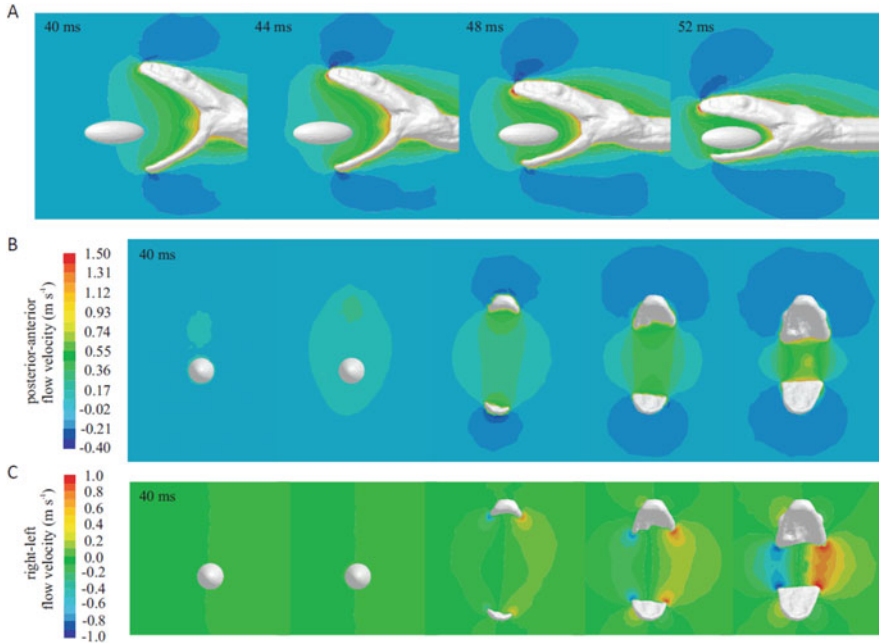 A
40 ms
44 ms
48 ms
52 ms
B
posterior-anterior
flow velocity (m s⁻¹)
1.50
1.31
1.12
0.93
0.74
0.55
0.36
0.17
-0.02
-0.21
-0.40
40 ms
C
right-left
flow velocity (m s⁻¹)
1.0
0.8
0.6
0.4
0.2
0.0
-0.2
-0.4
-0.6
-0.8
-1.0
40 ms